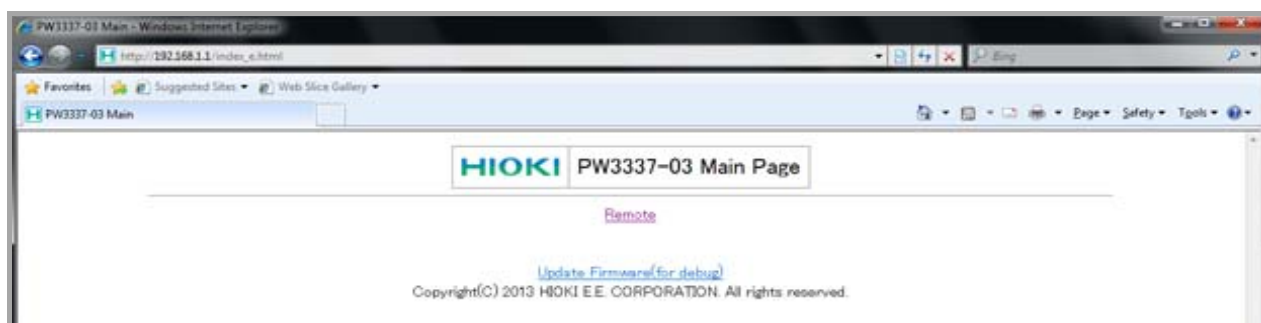 PW3337-03 Main - Windows Internet Explorer
http://192.168.1.1/index_e.html
Bing
Favorites Suggested Sites Web Slice Gallery
PW3337-03 Main Page Safety Tools
HIOKI PW3337-03 Main Page
Remote
Update Firmware(for debug)
Copyright(C) 2013 HIOKI E.E. CORPORATION. All rights reserved.